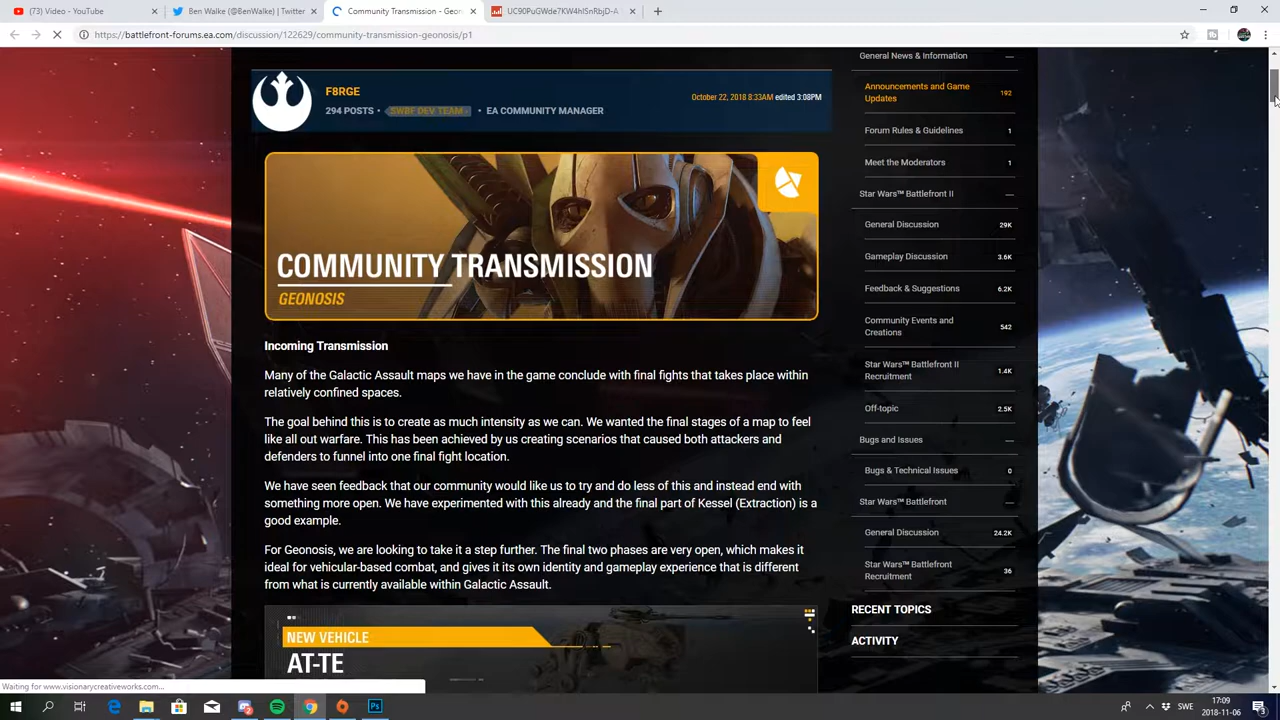 (73) Video - YouTube
Ben Walke (@BenWalke) | Twitter
Community Transmission - Geon
UC90PuGWde7KW4hISnRbjD-A
https://battlefront-forums.ea.com/discussion/122629/community-transmission-geonosis/p1
F8RGE
294 POSTS • SWBF DEV TEAM • EA COMMUNITY MANAGER
October 22, 2018 8:33AM edited 3:08PM
COMMUNITY TRANSMISSION
GEONOSIS
Incoming Transmission
Many of the Galactic Assault maps we have in the game conclude with final fights that takes place within
relatively confined spaces.
The goal behind this is to create as much intensity as we can. We wanted the final stages of a map to feel
like all out warfare. This has been achieved by us creating scenarios that caused both attackers and
defenders to funnel into one final fight location.
We have seen feedback that our community would like us to try and do less of this and instead end with
something more open. We have experimented with this already and the final part of Kessel (Extraction) is a
good example.
For Geonosis, we are looking to take it a step further. The final two phases are very open, which makes it
ideal for vehicular-based combat, and gives it its own identity and gameplay experience that is different
from what is currently available within Galactic Assault.
NEW VEHICLE
AT-TE
General News & Information
Announcements and Game
Updates 192
Forum Rules & Guidelines 1
Meet the Moderators 1
Star Wars™ Battlefront II
General Discussion 29K
Gameplay Discussion 3.6K
Feedback & Suggestions 6.2K
Community Events and
Creations 542
Star Wars™ Battlefront II
Recruitment 1.4K
Off-topic 2.5K
Bugs and Issues
Bugs & Technical Issues 0
Star Wars™ Battlefront
General Discussion 24.2K
Star Wars™ Battlefront
Recruitment 36
RECENT TOPICS
ACTIVITY
Waiting for www.visionarycreativeworks.com...
Ps
SWE
17:09
2018-11-06
3